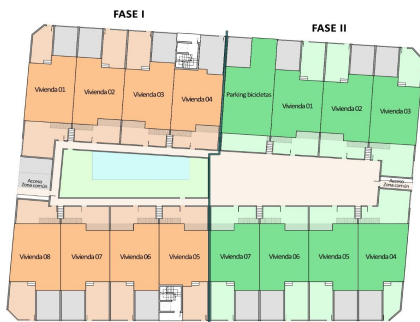 FASE I
FASE II
Vivienda 01
Vivienda 02
Vivienda 03
Vivienda 04
Parking bicicletas
Vivienda 01
Vivienda 02
Vivienda 03
Acceso
Zona común
Acceso
Zona común
Vivienda 08
Vivienda 07
Vivienda 06
Vivienda 05
Vivienda 07
Vivienda 06
Vivienda 05
Vivienda 04